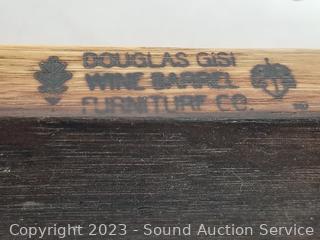 DOUGLAS GiSi
WINE BARREL
FURNITURE CO.
Copyright 2023 - Sound Auction Service